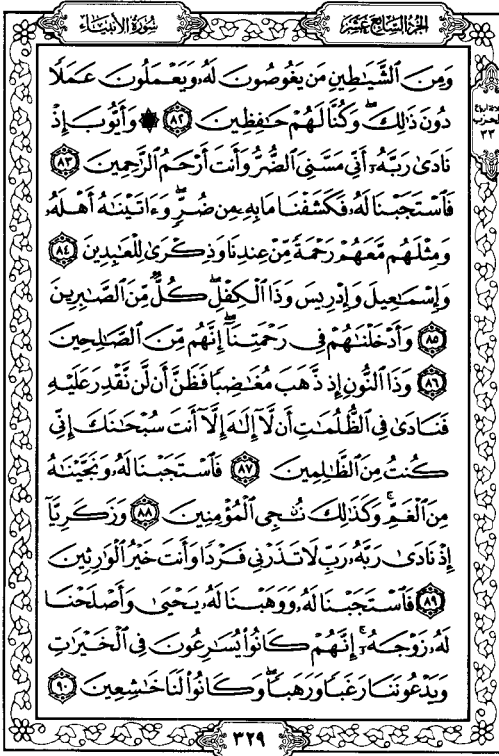 الجزء السابع عشر
سورة الأنبياء
وَمِنَ ٱلشَّيَـٰطِينِ مَن يَغُوصُونَ لَهُۥ وَيَعْمَلُونَ عَمَلًا
دُونَ ذَٰلِكَ ۖ وَكُنَّا لَهُمْ حَـٰفِظِينَ ﴿٨٢﴾ ۞ وَأَيُّوبَ إِذْ
نَادَىٰ رَبَّهُۥٓ أَنِّى مَسَّنِىَ ٱلضُّرُّ وَأَنتَ أَرْحَمُ ٱلرَّٰحِمِينَ ﴿٨٣﴾
فَٱسْتَجَبْنَا لَهُۥ فَكَشَفْنَا مَا بِهِۦ مِن ضُرٍّ ۖ وَءَاتَيْنَـٰهُ أَهْلَهُۥ
وَمِثْلَهُم مَّعَهُمْ رَحْمَةً مِّنْ عِندِنَا وَذِكْرَىٰ لِلْعَـٰبِدِينَ ﴿٨٤﴾
وَإِسْمَـٰعِيلَ وَإِدْرِيسَ وَذَا ٱلْكِفْلِ ۖ كُلٌّ مِّنَ ٱلصَّـٰبِرِينَ
﴿٨٥﴾ وَأَدْخَلْنَـٰهُمْ فِى رَحْمَتِنَآ ۖ إِنَّهُم مِّنَ ٱلصَّـٰلِحِينَ
﴿٨٦﴾ وَذَا ٱلنُّونِ إِذ ذَّهَبَ مُغَـٰضِبًا فَظَنَّ أَن لَّن نَّقْدِرَ عَلَيْهِ
فَنَادَىٰ فِى ٱلظُّلُمَـٰتِ أَن لَّآ إِلَـٰهَ إِلَّآ أَنتَ سُبْحَـٰنَكَ إِنِّى
كُنتُ مِنَ ٱلظَّـٰلِمِينَ ﴿٨٧﴾ فَٱسْتَجَبْنَا لَهُۥ وَنَجَّيْنَـٰهُ
مِنَ ٱلْغَمِّ ۚ وَكَذَٰلِكَ نُـۨجِى ٱلْمُؤْمِنِينَ ﴿٨٨﴾ وَزَكَرِيَّآ
إِذْ نَادَىٰ رَبَّهُۥ رَبِّ لَا تَذَرْنِى فَرْدًا وَأَنتَ خَيْرُ ٱلْوَٰرِثِينَ
﴿٨٩﴾ فَٱسْتَجَبْنَا لَهُۥ وَوَهَبْنَا لَهُۥ يَحْيَىٰ وَأَصْلَحْنَا
لَهُۥ زَوْجَهُۥٓ ۚ إِنَّهُمْ كَانُوا۟ يُسَـٰرِعُونَ فِى ٱلْخَيْرَٰتِ
وَيَدْعُونَنَا رَغَبًا وَرَهَبًا ۖ وَكَانُوا۟ لَنَا خَـٰشِعِينَ ﴿٩٠﴾
الحزب
٣٣
٣٢٩